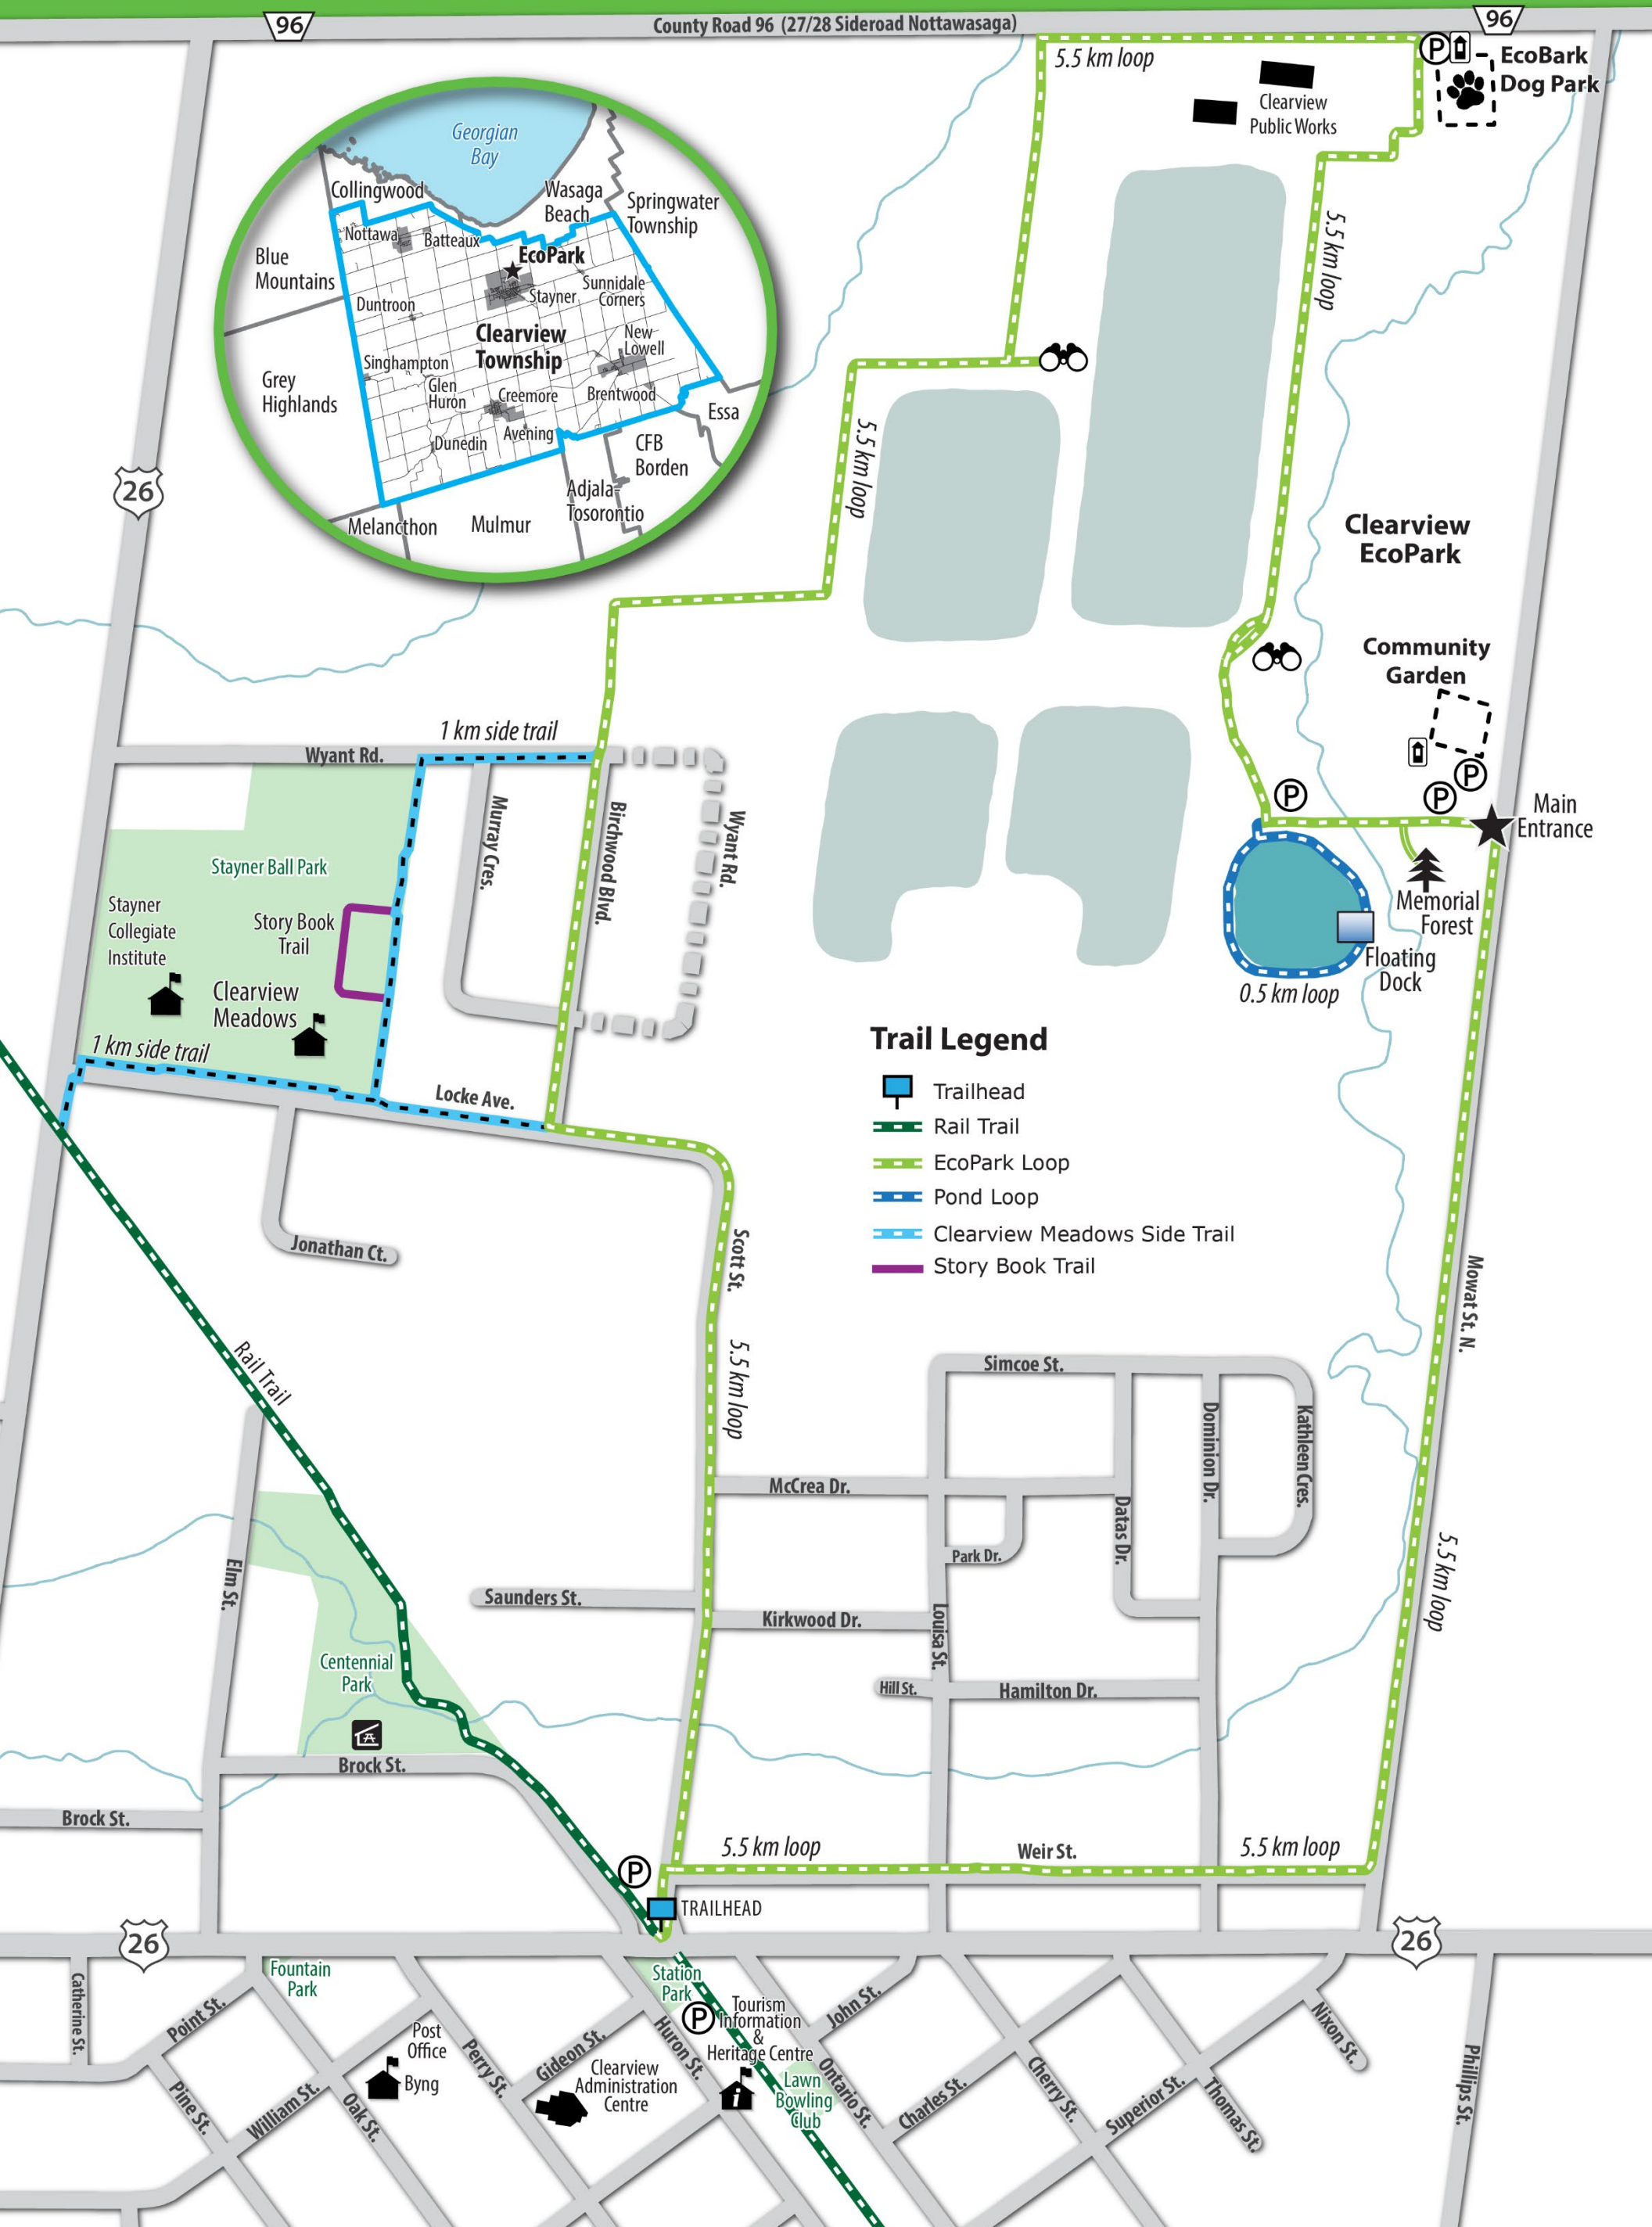 96
County Road 96 (27/28 Sideroad Nottawasaga)
96
5.5 km loop
P
EcoBark
Dog Park
Clearview
Public Works
Georgian
Bay
Collingwood
Wasaga
Beach
Springwater
Township
Nottawa
Batteaux
Blue
Mountains
EcoPark
Sunnidale
Corners
Stayner
Duntroon
Clearview
Township
New
Lowell
Singhampton
Glen
Huron
Creemore
Brentwood
Grey
Highlands
Essa
Avening
Dunedin
CFB
Borden
Adjala-
Tosorontio
Melancthon
Mulmur
26
5.5 km loop
5.5 km loop
Clearview
EcoPark
Community
Garden
P
P
P
Main
Entrance
Memorial
Forest
Floating
Dock
0.5 km loop
1 km side trail
Wyant Rd.
Murray Cres.
Birchwood Blvd.
Wyant Rd.
Stayner Ball Park
Stayner
Collegiate
Institute
Story Book
Trail
Clearview
Meadows
1 km side trail
Locke Ave.
Jonathan Ct.
Trail Legend
Trailhead
Rail Trail
EcoPark Loop
Pond Loop
Clearview Meadows Side Trail
Story Book Trail
Scott St.
5.5 km loop
Mowat St. N.
5.5 km loop
Rail Trail
Simcoe St.
McCrea Dr.
Park Dr.
Datas Dr.
Dominion Dr.
Kathleen Cres.
Elm St.
Saunders St.
Kirkwood Dr.
Louisa St.
Hill St.
Hamilton Dr.
Centennial
Park
Brock St.
Brock St.
5.5 km loop
Weir St.
5.5 km loop
P
TRAILHEAD
26
26
Catherine St.
Fountain
Park
Point St.
Pine St.
William St.
Post
Office
Byng
Oak St.
Perry St.
Gideon St.
Clearview
Administration
Centre
Huron St.
Station
Park
P
Tourism
Information
&
Heritage Centre
i
Lawn
Bowling
Club
John St.
Ontario St.
Charles St.
Cherry St.
Superior St.
Thomas St.
Nixon St.
Phillips St.